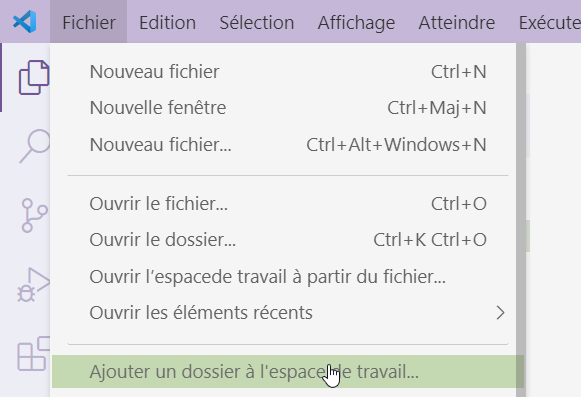 Fichier Edition Sélection Affichage Atteindre Exécute
Nouveau fichier Ctrl+N
Nouvelle fenêtre Ctrl+Maj+N
Nouveau fichier... Ctrl+Alt+Windows+N
Ouvrir le fichier... Ctrl+O
Ouvrir le dossier... Ctrl+K Ctrl+O
Ouvrir l'espacede travail à partir du fichier...
Ouvrir les éléments récents
Ajouter un dossier à l'espace de travail...